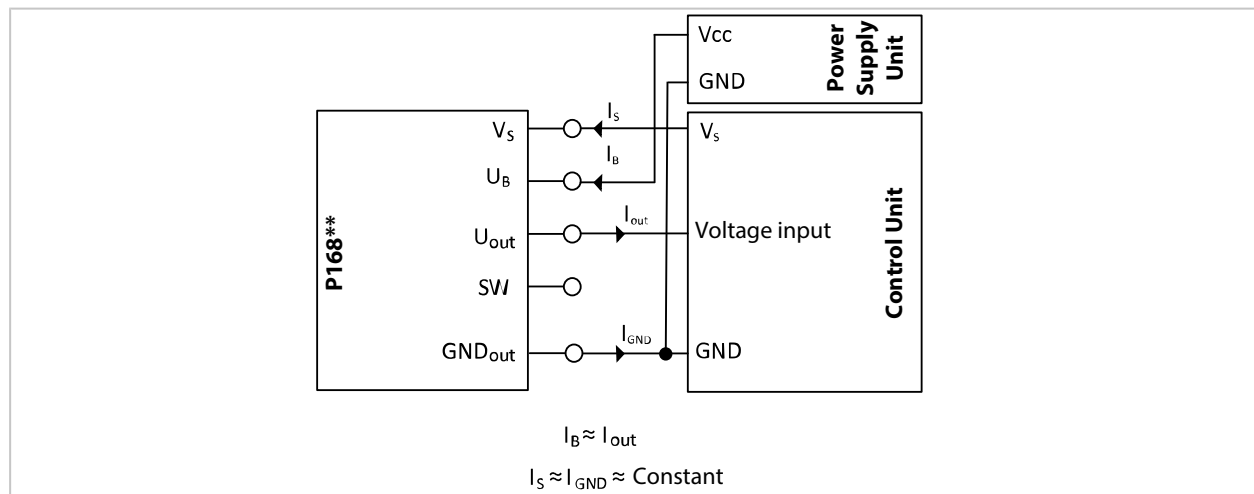 Vcc
GND
Power
Supply
Unit
V_S
I_S
V_S
U_B
I_B
U_out
I_out
Voltage input
P168**
SW
Control Unit
GND_out
I_GND
GND
I_B ≈ I_out
I_S ≈ I_GND ≈ Constant